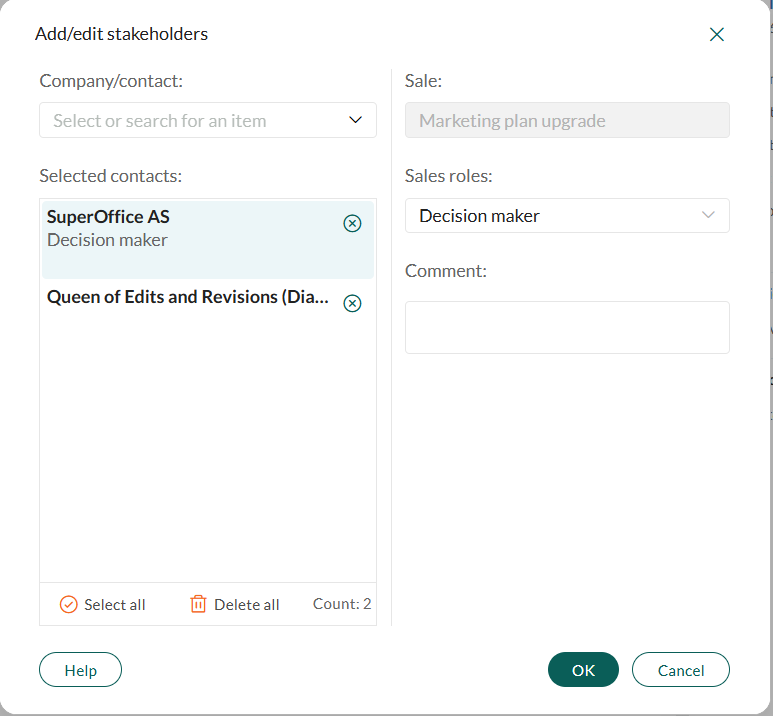 Add/edit stakeholders
Company/contact:
Select or search for an item
Selected contacts:
SuperOffice AS
Decision maker
Queen of Edits and Revisions (Dia...
Select all
Delete all
Count: 2
Sale:
Marketing plan upgrade
Sales roles:
Decision maker
Comment:
Help
OK
Cancel